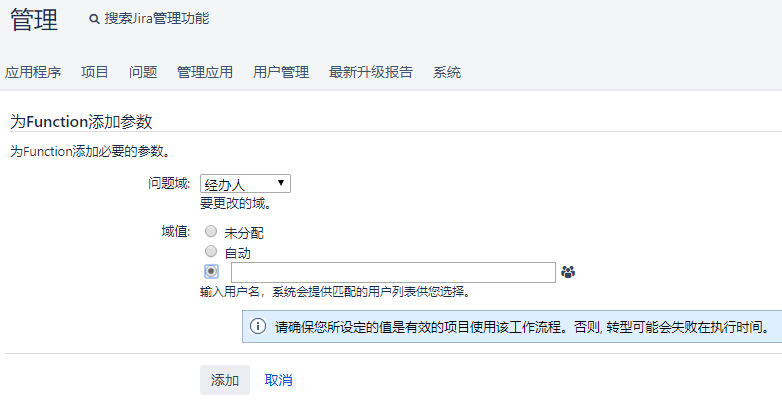 管理 搜索Jira管理功能
应用程序 项目 问题 管理应用 用户管理 最新升级报告 系统
为Function添加参数
为Function添加必要的参数。
问题域: 经办人
要更改的域。
域值: 未分配
自动
输入用户名，系统会提供匹配的用户列表供您选择。
请确保您所设定的值是有效的项目使用该工作流程。否则, 转型可能会失败在执行时间。
添加 取消